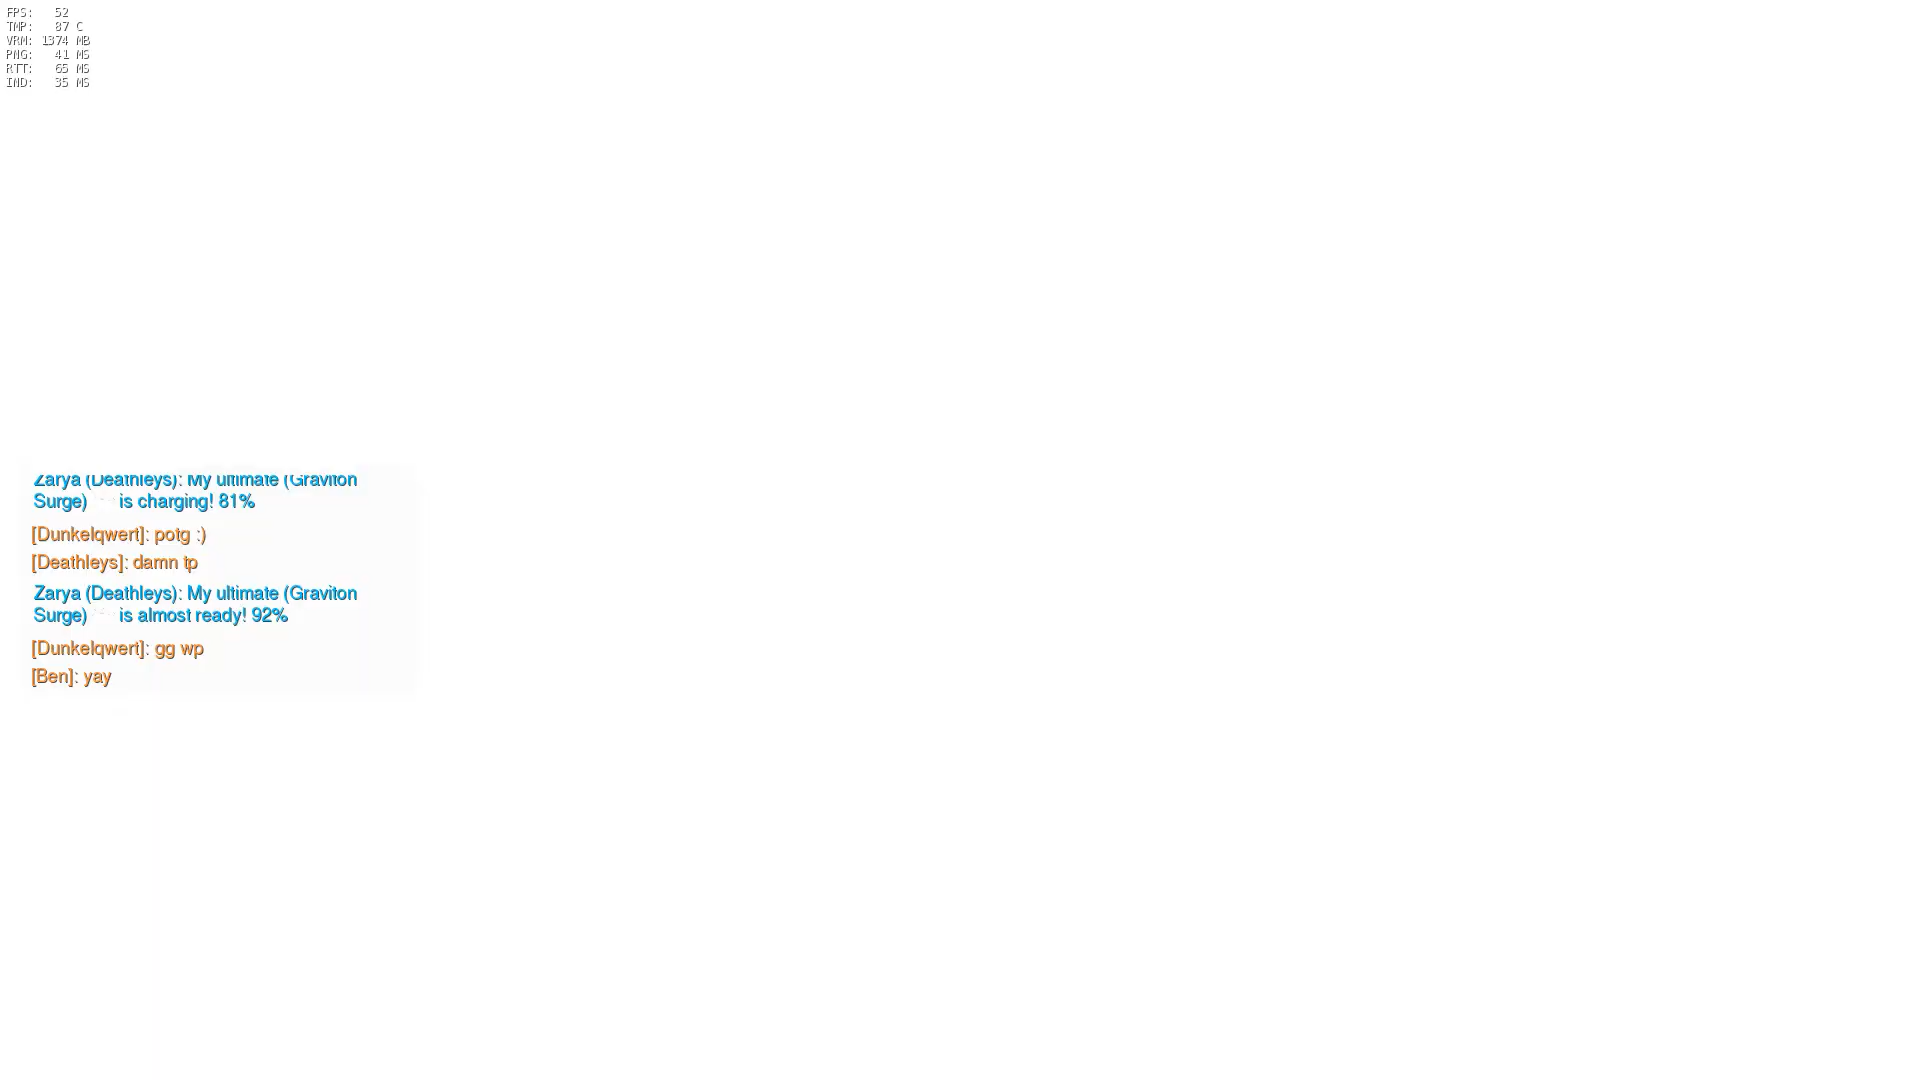 FPS: 52
TMP: 87 C
VRM: 1374 MB
PNG: 41 MS
RTT: 65 MS
IND: 35 MS
Zarya (Deathleys): My ultimate (Graviton
Surge) is charging! 81%
[Dunkelqwert]: potg :)
[Deathleys]: damn tp
Zarya (Deathleys): My ultimate (Graviton
Surge) is almost ready! 92%
[Dunkelqwert]: gg wp
[Ben]: yay